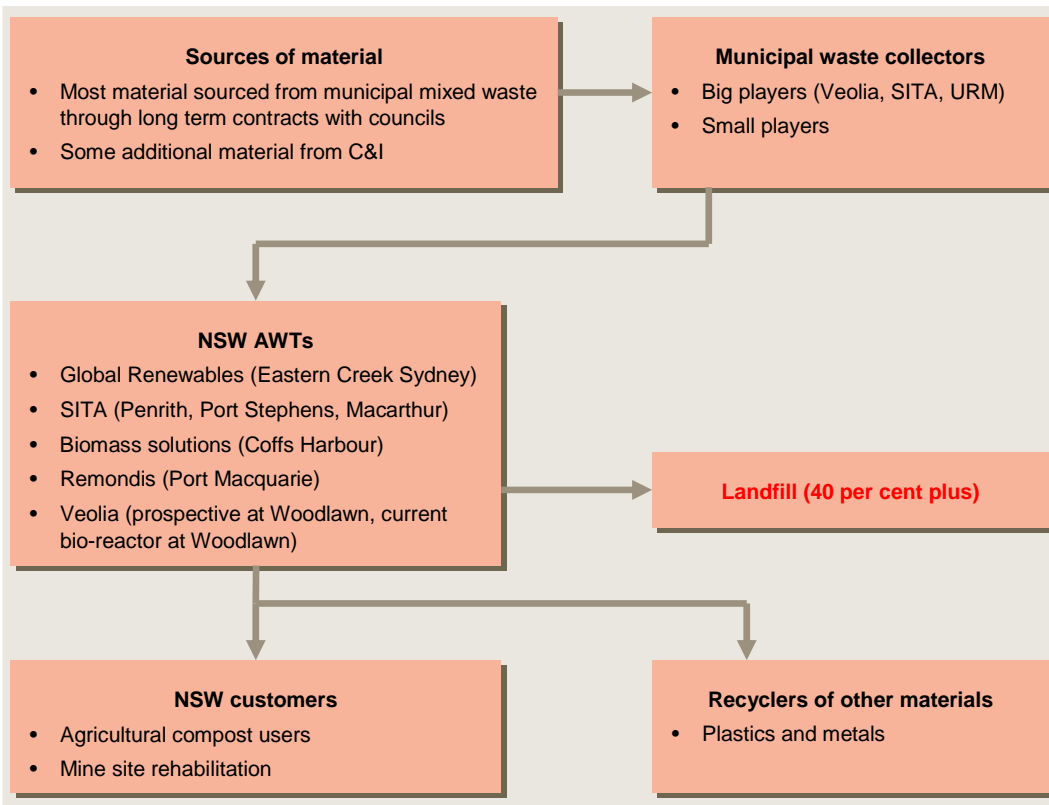 Sources of material
• Most material sourced from municipal mixed waste
through long term contracts with councils
• Some additional material from C&I
Municipal waste collectors
• Big players (Veolia, SITA, URM)
• Small players
NSW AWTs
• Global Renewables (Eastern Creek Sydney)
• SITA (Penrith, Port Stephens, Macarthur)
• Biomass solutions (Coffs Harbour)
• Remondis (Port Macquarie)
• Veolia (prospective at Woodlawn, current
bio-reactor at Woodlawn)
Landfill (40 per cent plus)
NSW customers
• Agricultural compost users
• Mine site rehabilitation
Recyclers of other materials
• Plastics and metals